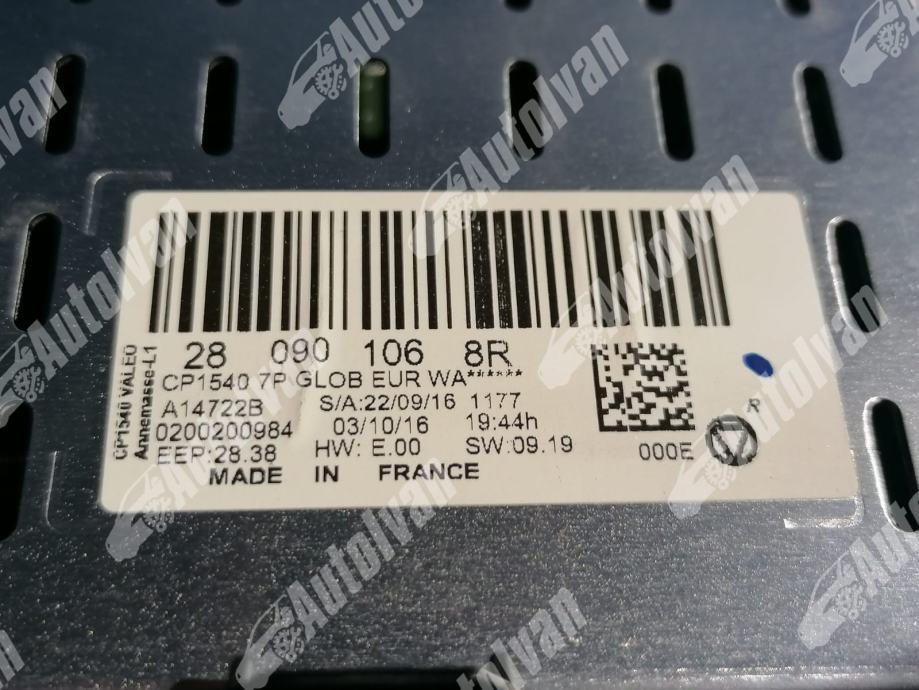 CP1540 VALEO
Annemasse-L1
28 090 106 8R
CP1540 7P GLOB EUR WA******
A14722B S/A:22/09/16 1177
0200200984 03/10/16 19:44h
EEP:28.38 HW: E.00 SW:09.19
000E
P
MADE IN FRANCE
AutoIvan